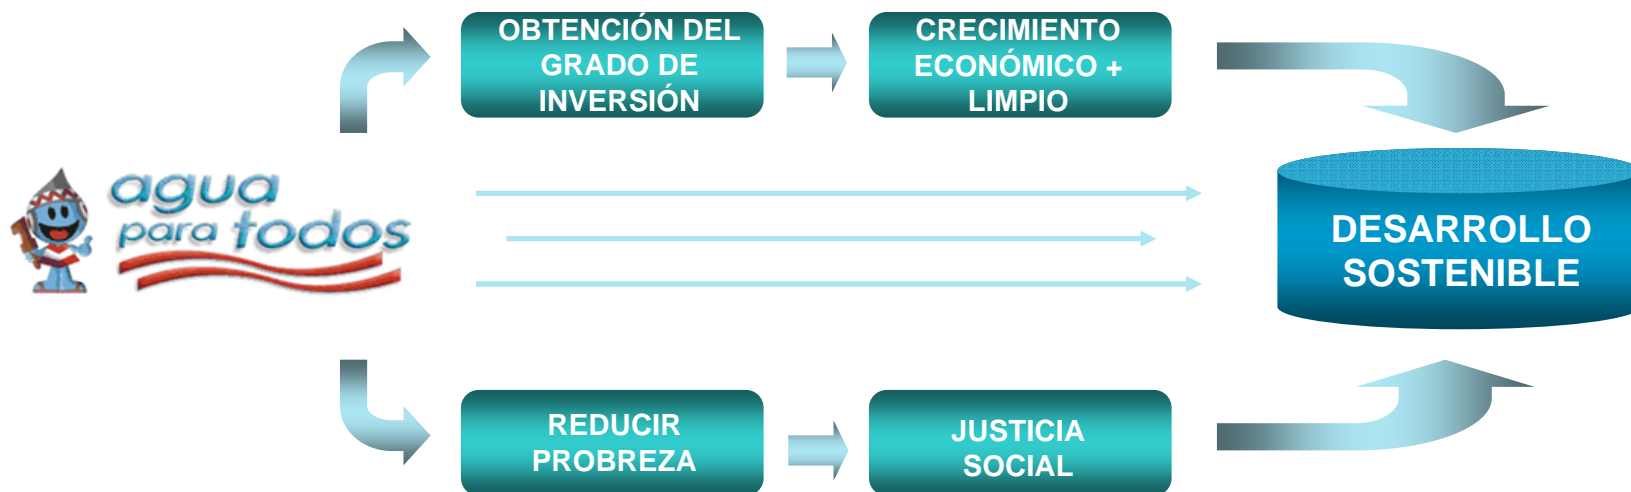 OBTENCIÓN DEL
GRADO DE
INVERSIÓN
CRECIMIENTO
ECONÓMICO +
LIMPIO
agua
para todos
DESARROLLO
SOSTENIBLE
REDUCIR
PROBREZA
JUSTICIA
SOCIAL